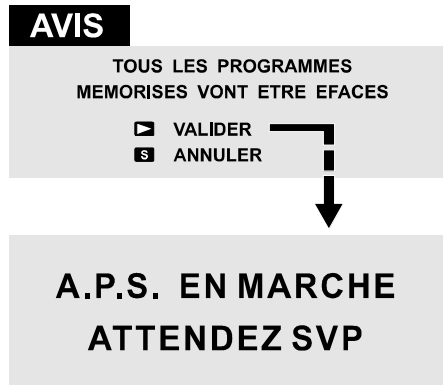 AVIS
TOUS LES PROGRAMMES
MEMORISES VONT ETRE EFACES
VALIDER
S ANNULER
A.P.S. EN MARCHE
ATTENDEZ SVP